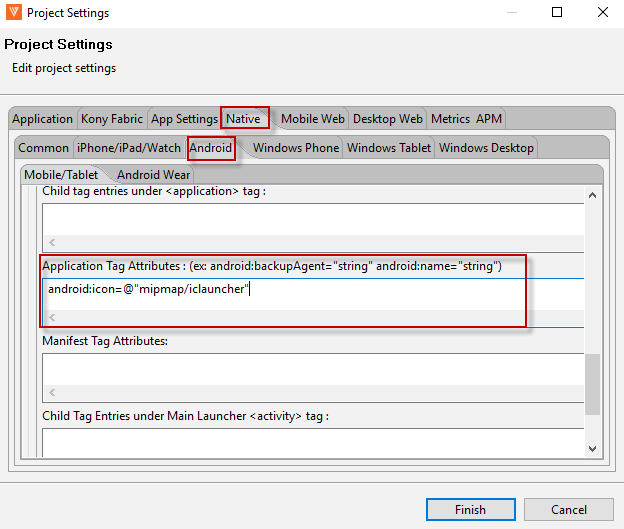 Project Settings
Project Settings
Edit project settings
Application Kony Fabric App Settings Native Mobile Web Desktop Web Metrics APM
Common iPhone/iPad/Watch Android Windows Phone Windows Tablet Windows Desktop
Mobile/Tablet Android Wear
Child tag entries under <application> tag :
Application Tag Attributes : (ex: android:backupAgent="string" android:name="string")
android:icon=@"mipmap/iclauncher"
Manifest Tag Attributes:
Child Tag Entries under Main Launcher <activity> tag :
Finish Cancel